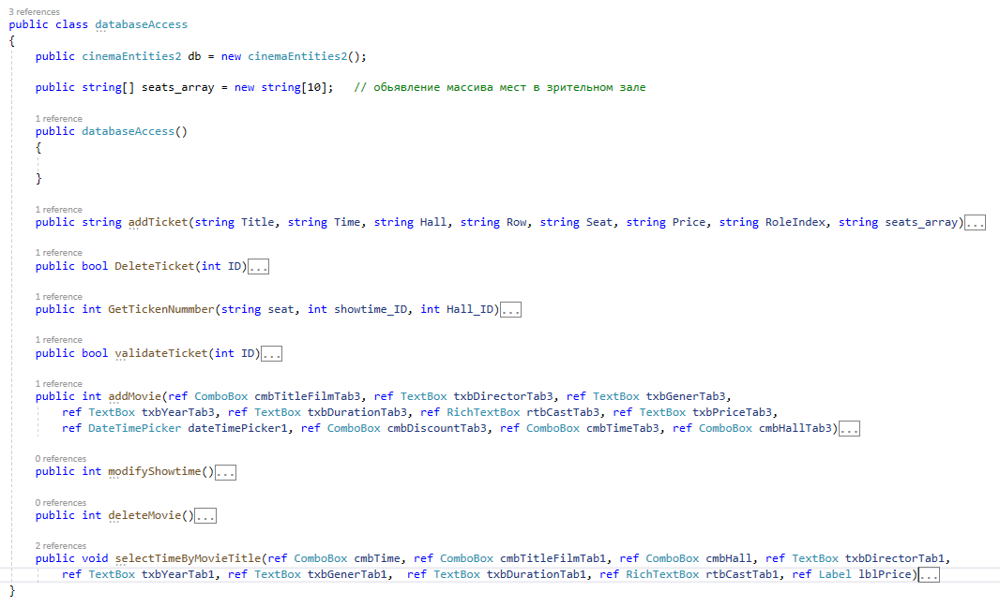 3 references
public class databaseAccess
{
public cinemaEntities2 db = new cinemaEntities2();
public string[] seats_array = new string[10];   // обьявление массива мест в зрительном зале
1 reference
public databaseAccess()
{
}
1 reference
public string addTicket(string Title, string Time, string Hall, string Row, string Seat, string Price, string RoleIndex, string seats_array)...
1 reference
public bool DeleteTicket(int ID)...
1 reference
public int GetTickenNummber(string seat, int showtime_ID, int Hall_ID)...
1 reference
public bool validateTicket(int ID)...
1 reference
public int addMovie(ref ComboBox cmbTitleFilmTab3, ref TextBox txbDirectorTab3, ref TextBox txbGenerTab3,
ref TextBox txbYearTab3, ref TextBox txbDurationTab3, ref RichTextBox rtbCastTab3, ref TextBox txbPriceTab3,
ref DateTimePicker dateTimePicker1, ref ComboBox cmbDiscountTab3, ref ComboBox cmbTimeTab3, ref ComboBox cmbHallTab3)...
0 references
public int modifyShowtime()...
0 references
public int deleteMovie()...
2 references
public void selectTimeByMovieTitle(ref ComboBox cmbTime, ref ComboBox cmbTitleFilmTab1, ref ComboBox cmbHall, ref TextBox txbDirectorTab1,
ref TextBox txbYearTab1, ref TextBox txbGenerTab1,  ref TextBox txbDurationTab1, ref RichTextBox rtbCastTab1, ref Label lblPrice)...
}